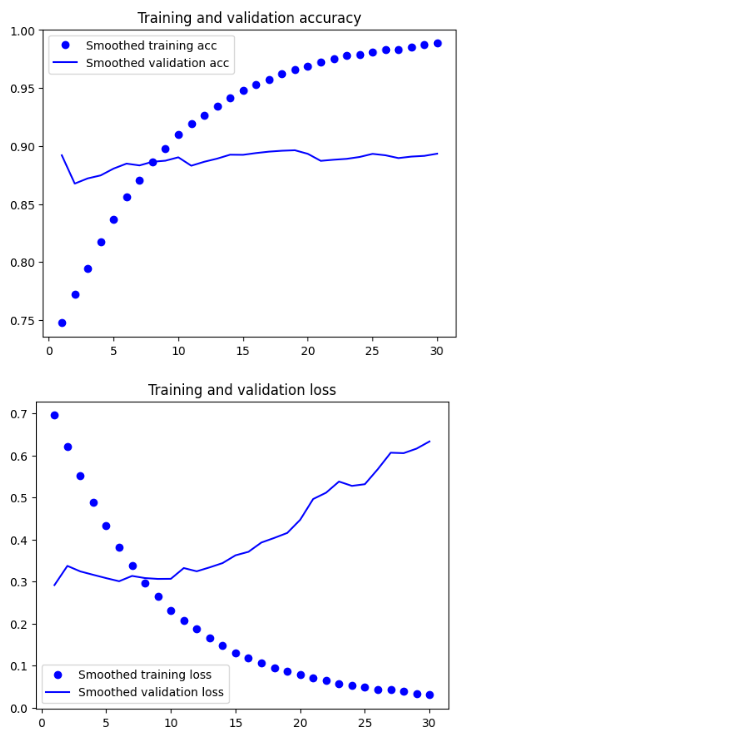 Training and validation accuracy
1.00
Smoothed training acc
Smoothed validation acc
0.95
0.90
0.85
0.80
0.75
0 5 10 15 20 25 30
Training and validation loss
0.7
0.6
0.5
0.4
0.3
0.2
0.1
Smoothed training loss
Smoothed validation loss
0.0
0 5 10 15 20 25 30